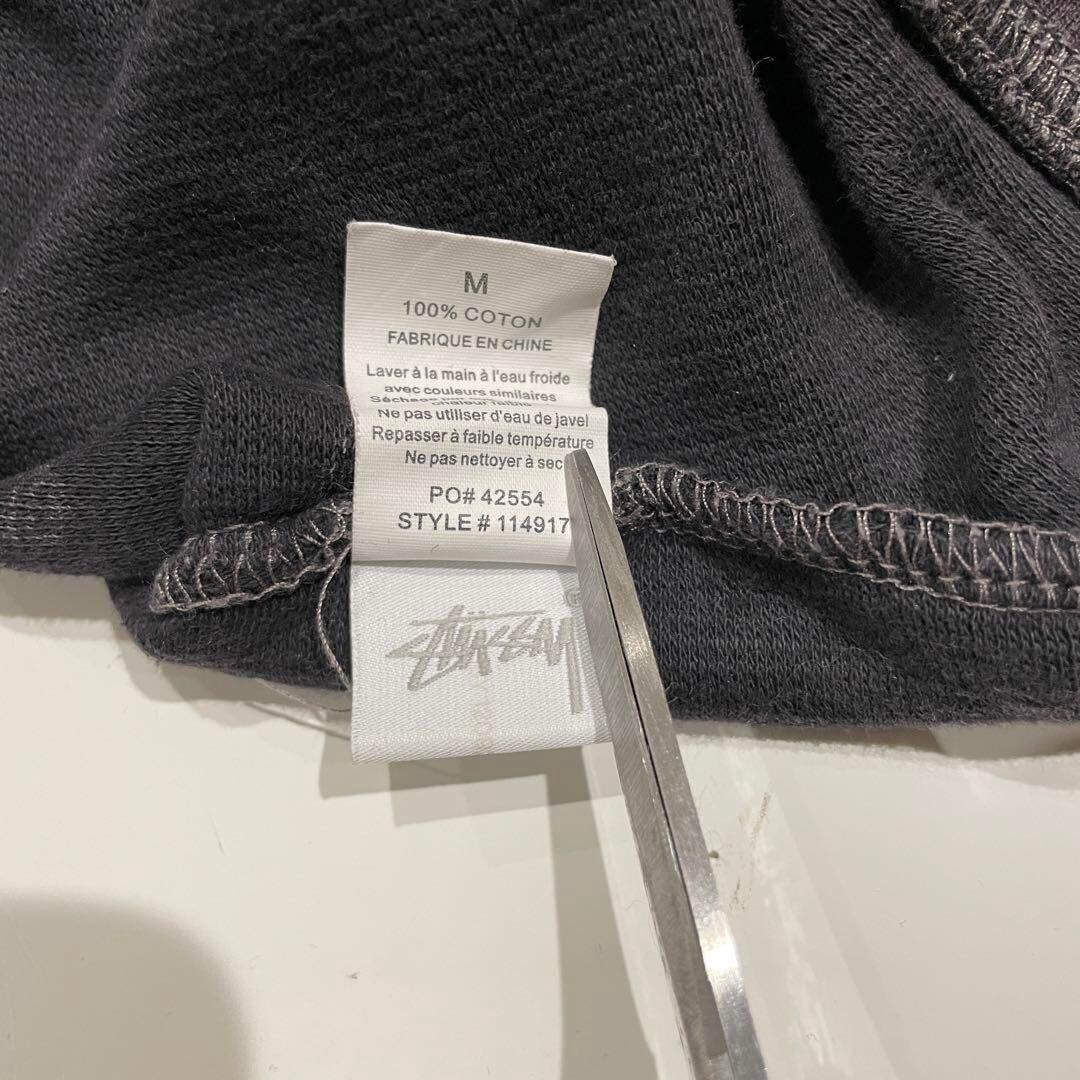 M
100% COTON
FABRIQUE EN CHINE
Laver à la main à l'eau froide
avec couleurs similaires
Ne pas utiliser d'eau de javel
Repasser à faible température
Ne pas nettoyer à sec
PO# 42554
STYLE # 114917
Stüssy ®